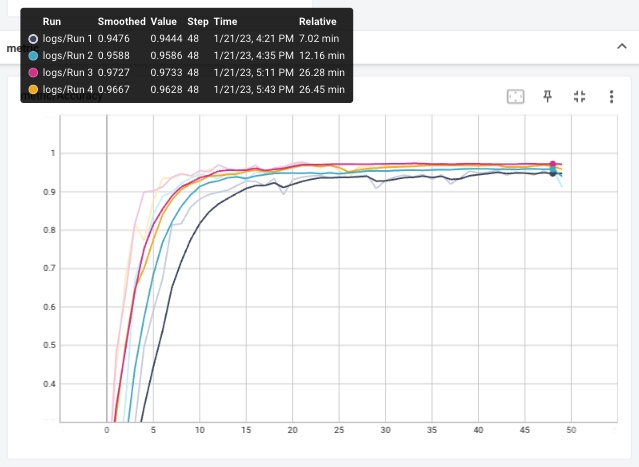 Run Smoothed Value Step Time Relative
logs/Run 1 0.9476 0.9444 48 1/21/23, 4:21 PM 7.02 min
logs/Run 2 0.9588 0.9586 48 1/21/23, 4:35 PM 12.16 min
logs/Run 3 0.9727 0.9733 48 1/21/23, 5:11 PM 26.28 min
logs/Run 4 0.9667 0.9628 48 1/21/23, 5:43 PM 26.45 min
1
0.9
0.8
0.7
0.6
0.5
0.4
0 5 10 15 20 25 30 35 40 45 50